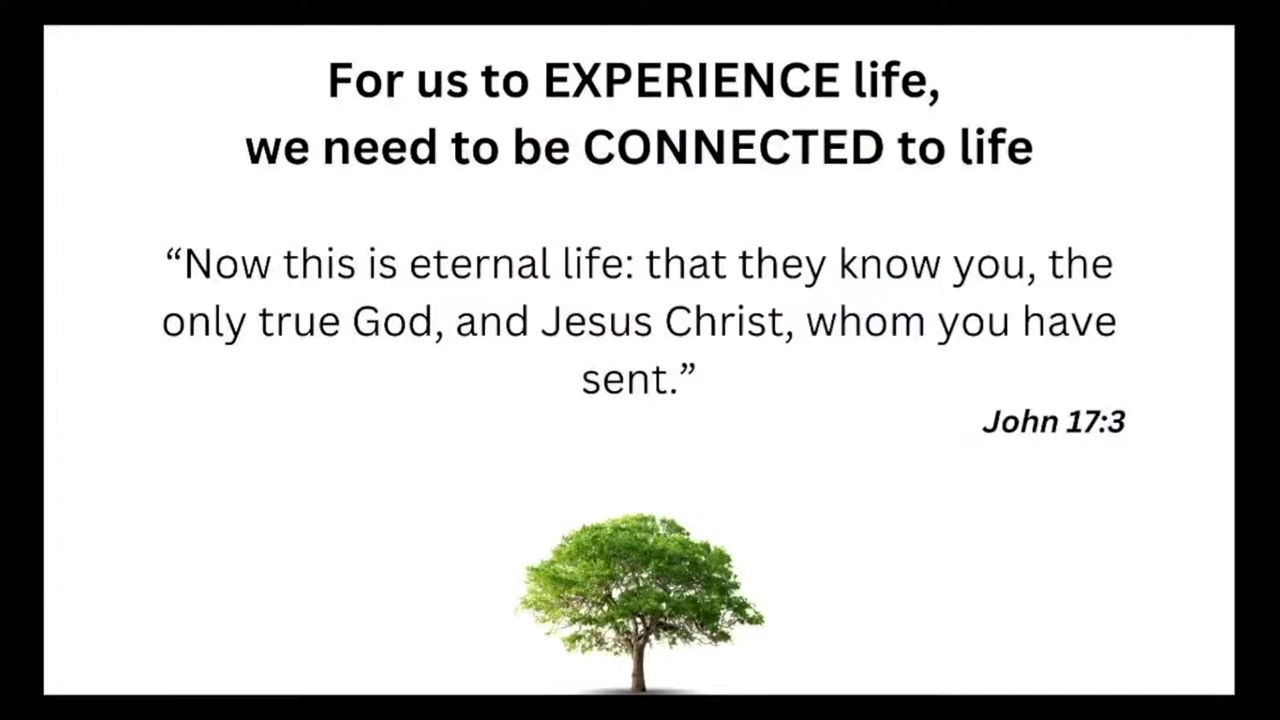 For us to EXPERIENCE life,
we need to be CONNECTED to life
“Now this is eternal life: that they know you, the
only true God, and Jesus Christ, whom you have
sent.”
John 17:3